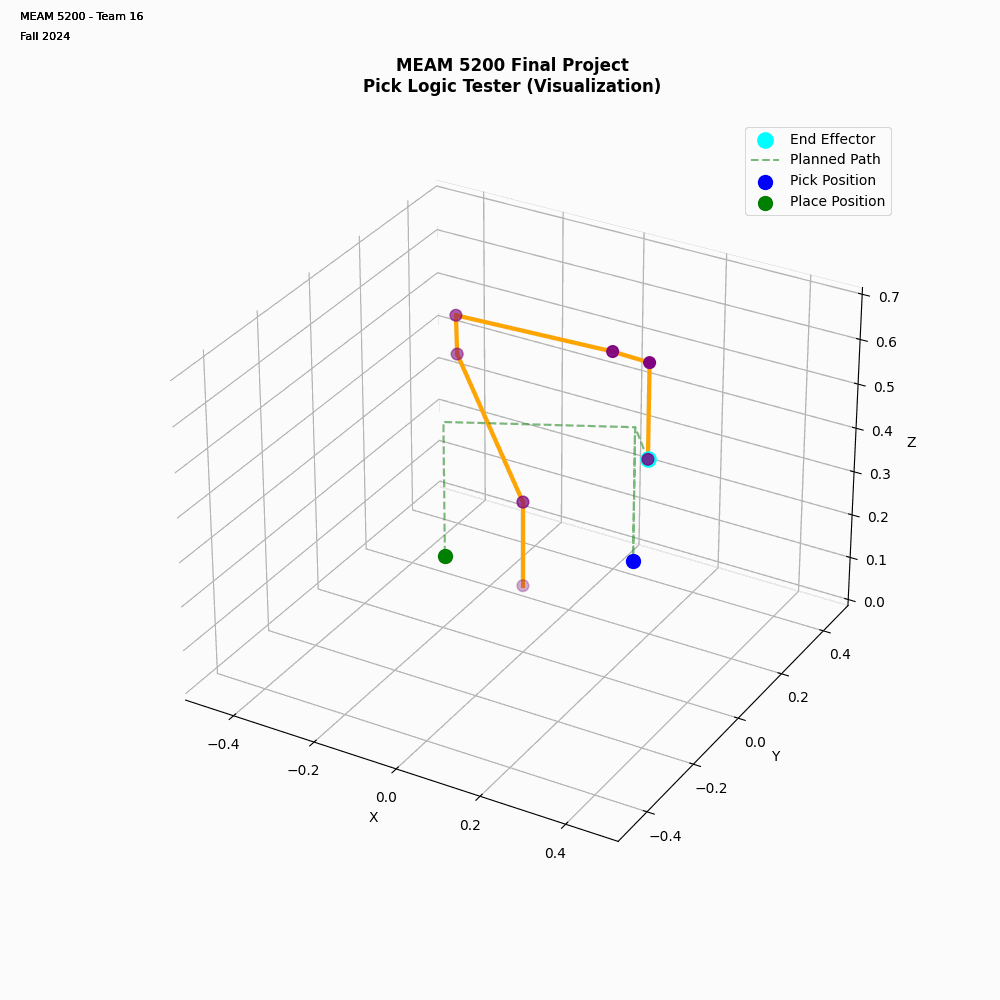 MEAM 5200 - Team 16
Fall 2024
MEAM 5200 Final Project
Pick Logic Tester (Visualization)
End Effector
Planned Path
Pick Position
Place Position
0.7
0.6
0.5
0.4
Z
0.3
0.2
0.1
0.0
0.4
0.2
0.0
Y
−0.2
−0.4
−0.4
−0.2
0.0
X
0.2
0.4